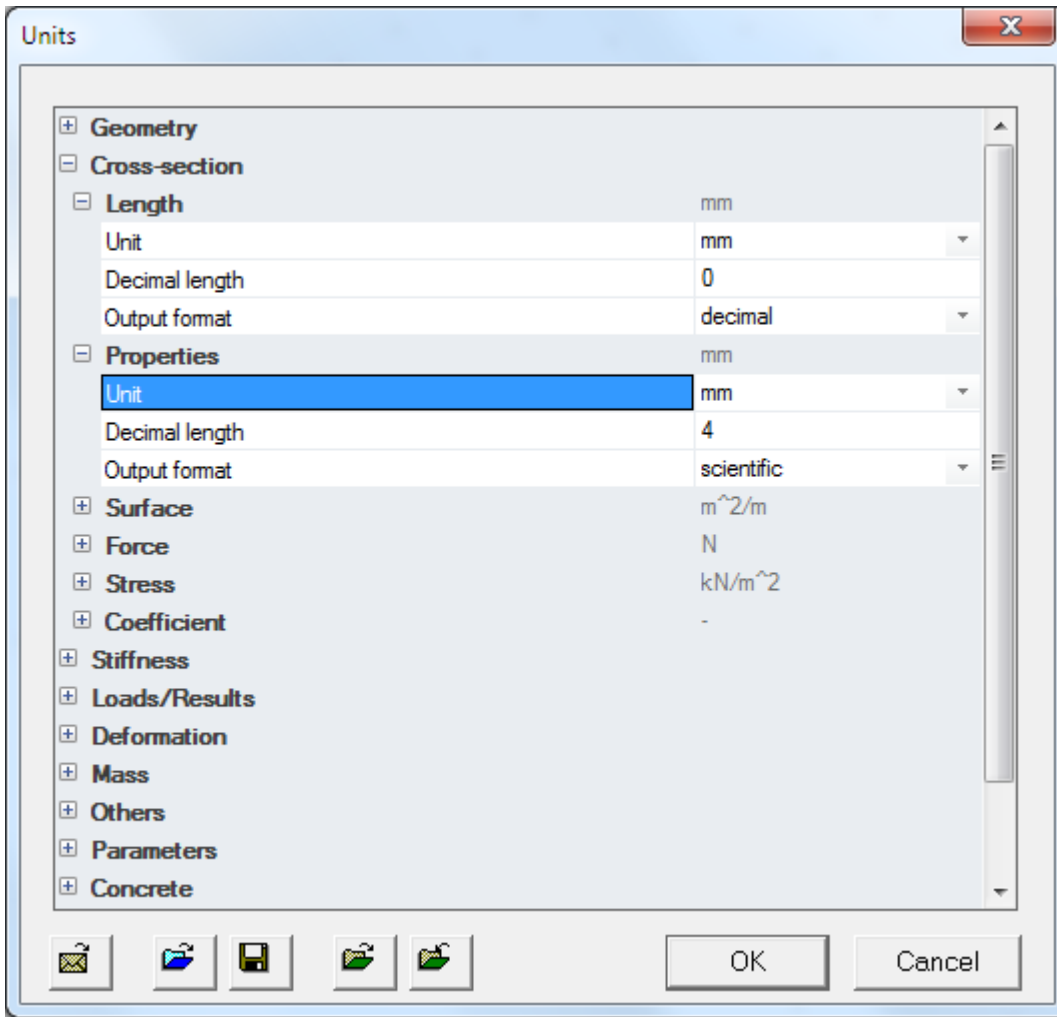 Units
Geometry
Cross-section
Length mm
Unit mm
Decimal length 0
Output format decimal
Properties mm
Unit mm
Decimal length 4
Output format scientific
Surface m^2/m
Force N
Stress kN/m^2
Coefficient -
Stiffness
Loads/Results
Deformation
Mass
Others
Parameters
Concrete
OK Cancel